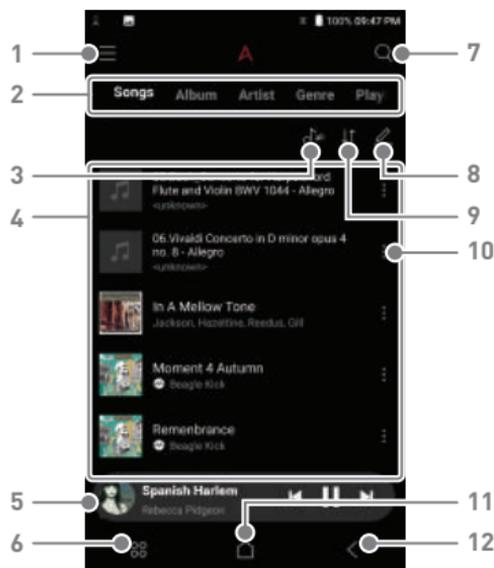 100% 09:47 PM
1
7
2
Songs Album Artist Genre Play
3
8
9
4
Flute and Violin BWV 1044 - Allegro
<unknown>
06.Vivaldi Concerto in D minor opus 4
no. 8 - Allegro
<unknown>
10
In A Mellow Tone
Jackson, Hazeltine, Reedus, Gill
Moment 4 Autumn
Beagle Kick
Remenbrance
Beagle Kick
5
Spanish Harlem
Rebecca Pidgeon
11
6
12